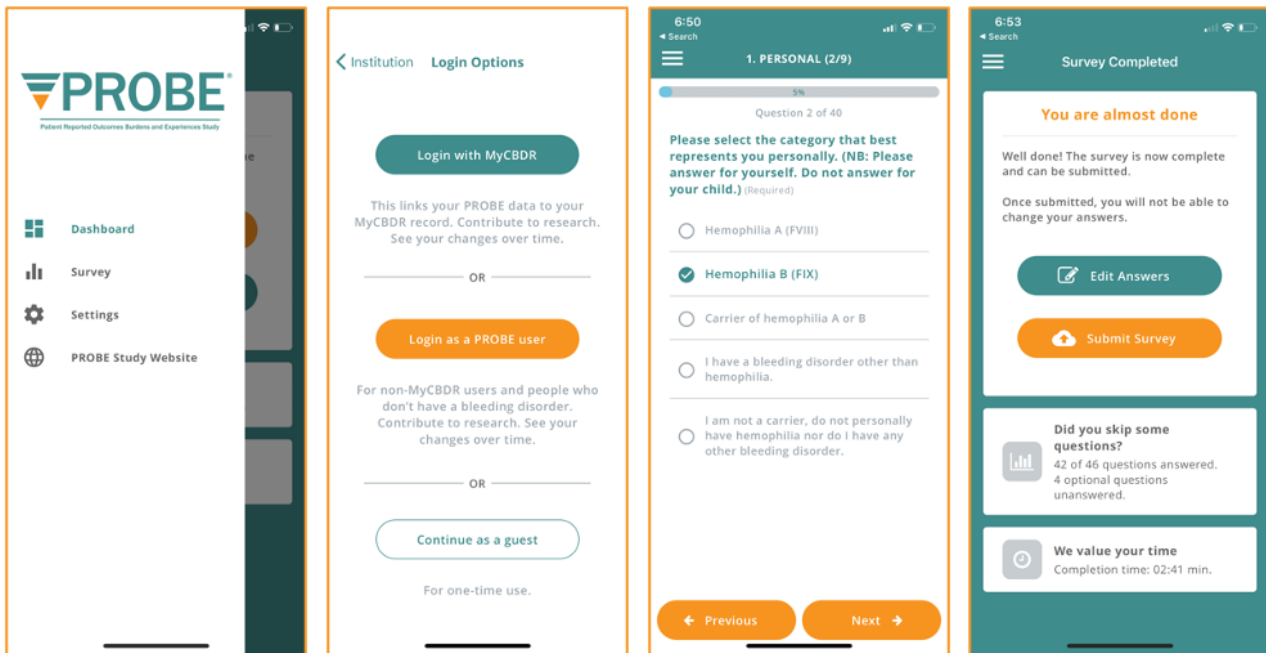 PROBE®
Patient Reported Outcomes Burdens and Experiences Study
Dashboard
Survey
Settings
PROBE Study Website
Institution Login Options
Login with MyCBDR
This links your PROBE data to your
MyCBDR record. Contribute to research.
See your changes over time.
OR
Login as a PROBE user
For non-MyCBDR users and people who
don't have a bleeding disorder.
Contribute to research. See your
changes over time.
OR
Continue as a guest
For one-time use.
6:50
Search
1. PERSONAL (2/9)
5%
Question 2 of 40
Please select the category that best
represents you personally. (NB: Please
answer for yourself. Do not answer for
your child.) (Required)
Hemophilia A (FVIII)
Hemophilia B (FIX)
Carrier of hemophilia A or B
I have a bleeding disorder other than
hemophilia.
I am not a carrier, do not personally
have hemophilia nor do I have any
other bleeding disorder.
Previous
Next
6:53
Search
Survey Completed
You are almost done
Well done! The survey is now complete
and can be submitted.
Once submitted, you will not be able to
change your answers.
Edit Answers
Submit Survey
Did you skip some
questions?
42 of 46 questions answered.
4 optional questions
unanswered.
We value your time
Completion time: 02:41 min.